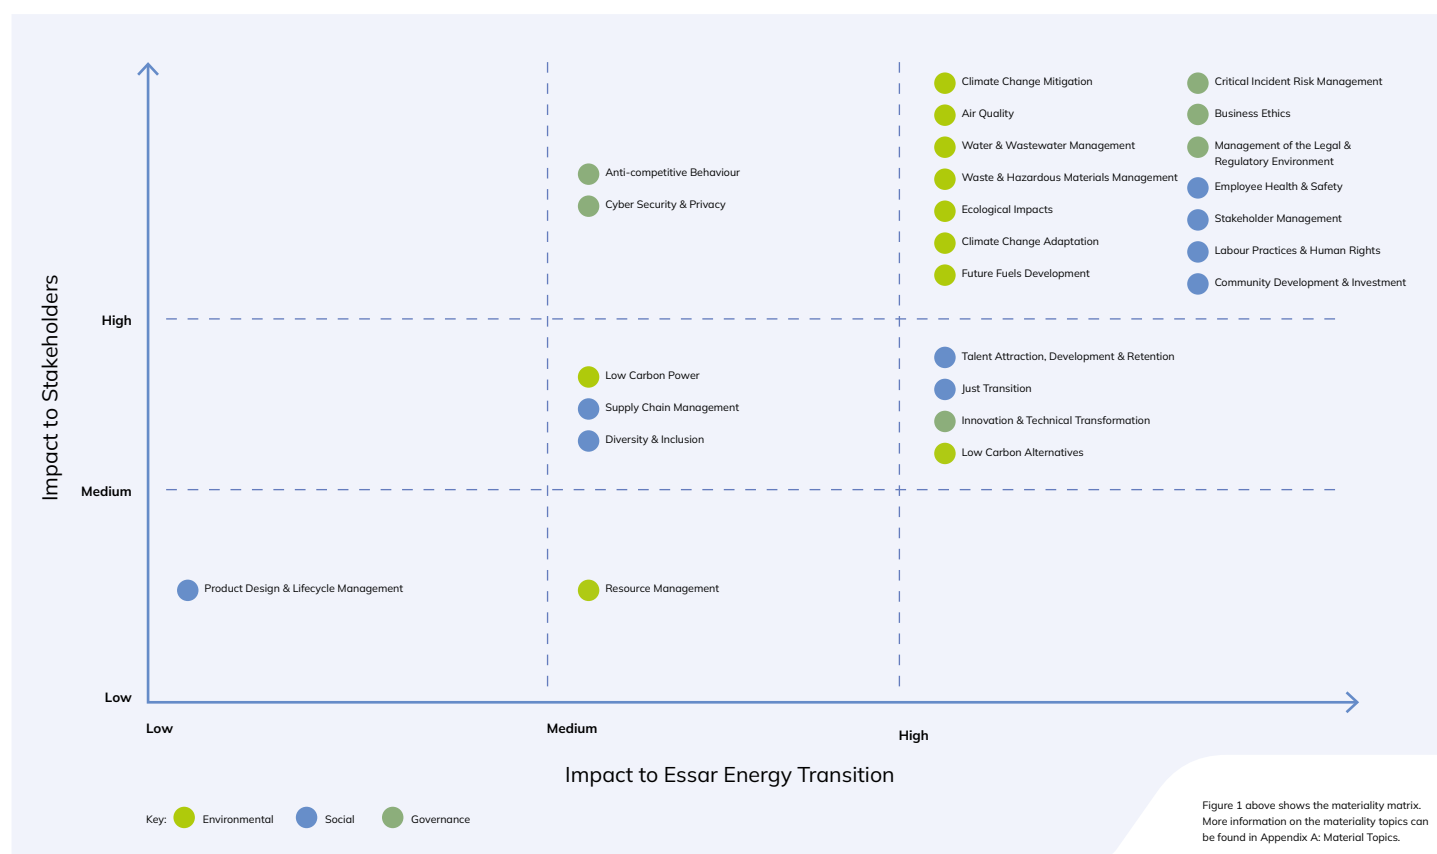 Climate Change Mitigation
Air Quality
Water & Wastewater Management
Waste & Hazardous Materials Management
Ecological Impacts
Climate Change Adaptation
Future Fuels Development
Critical Incident Risk Management
Business Ethics
Management of the Legal &
Regulatory Environment
Employee Health & Safety
Stakeholder Management
Labour Practices & Human Rights
Community Development & Investment
Anti-competitive Behaviour
Cyber Security & Privacy
Impact to Stakeholders
High
Low Carbon Power
Supply Chain Management
Diversity & Inclusion
Talent Attraction, Development & Retention
Just Transition
Innovation & Technical Transformation
Low Carbon Alternatives
Medium
Product Design & Lifecycle Management
Resource Management
Low
Low
Medium
High
Impact to Essar Energy Transition
Key:
Environmental
Social
Governance
Figure 1 above shows the materiality matrix.
More information on the materiality topics can
be found in Appendix A: Material Topics.